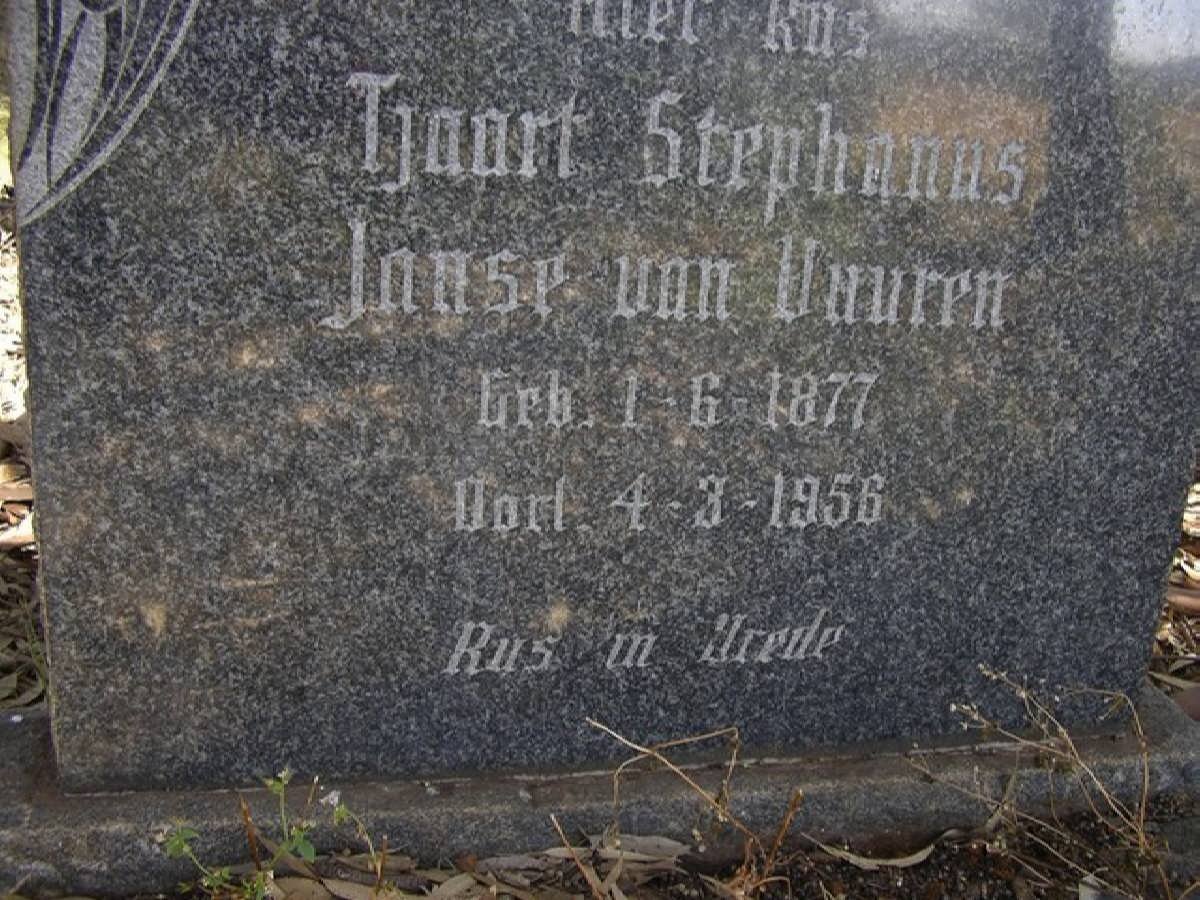 Hier Rus
Tjaart Stephanus
Janse van Vuuren
Geb. 1-6-1877
Oorl. 4-3-1956
Rus in Vrede